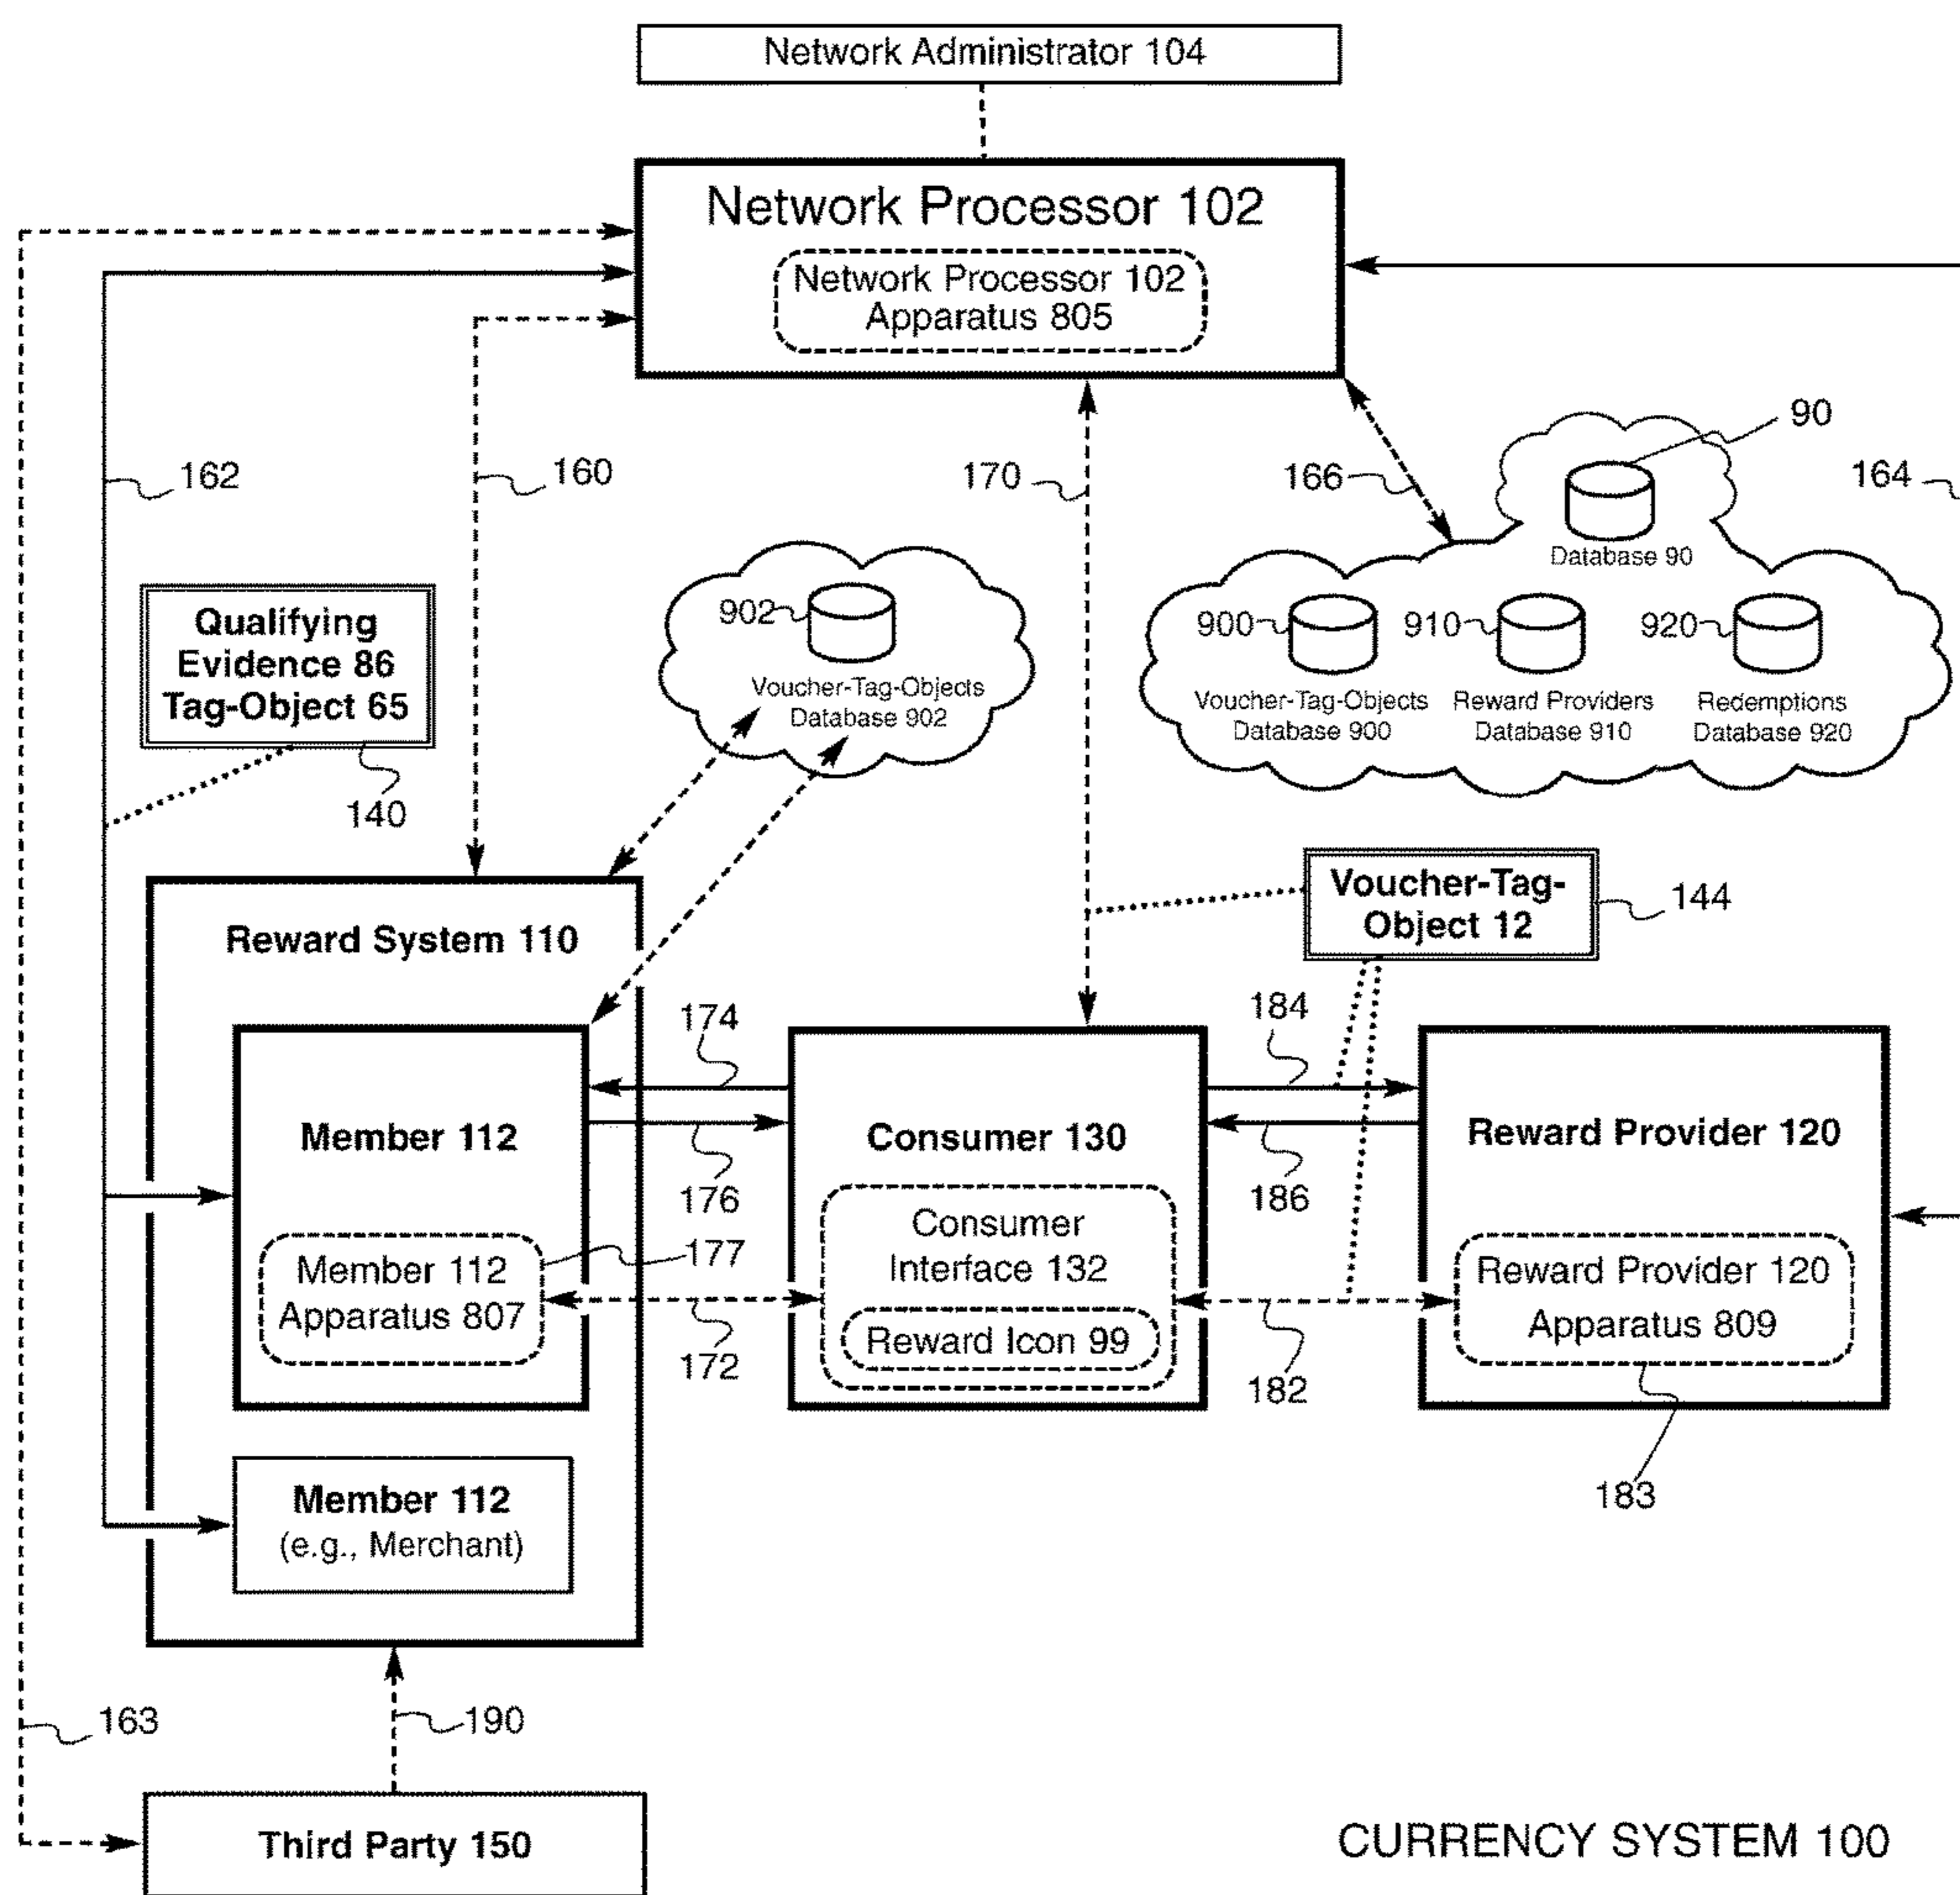 Network Administrator 104
Network Processor 102
Network Processor 102
Apparatus 805
90
162
160
170
166
164
Database 90
902
900
910
920
Qualifying
Evidence 86
Tag-Object 65
Voucher-Tag-Objects
Database 902
Voucher-Tag-Objects
Database 900
Reward Providers
Database 910
Redemptions
Database 920
140
Voucher-Tag-
Object 12
144
Reward System 110
174
184
Member 112
Consumer 130
Reward Provider 120
176
186
177
Member 112
Apparatus 807
Consumer
Interface 132
Reward Icon 99
Reward Provider 120
Apparatus 809
172
182
183
Member 112
(e.g., Merchant)
163
190
Third Party 150
CURRENCY SYSTEM 100